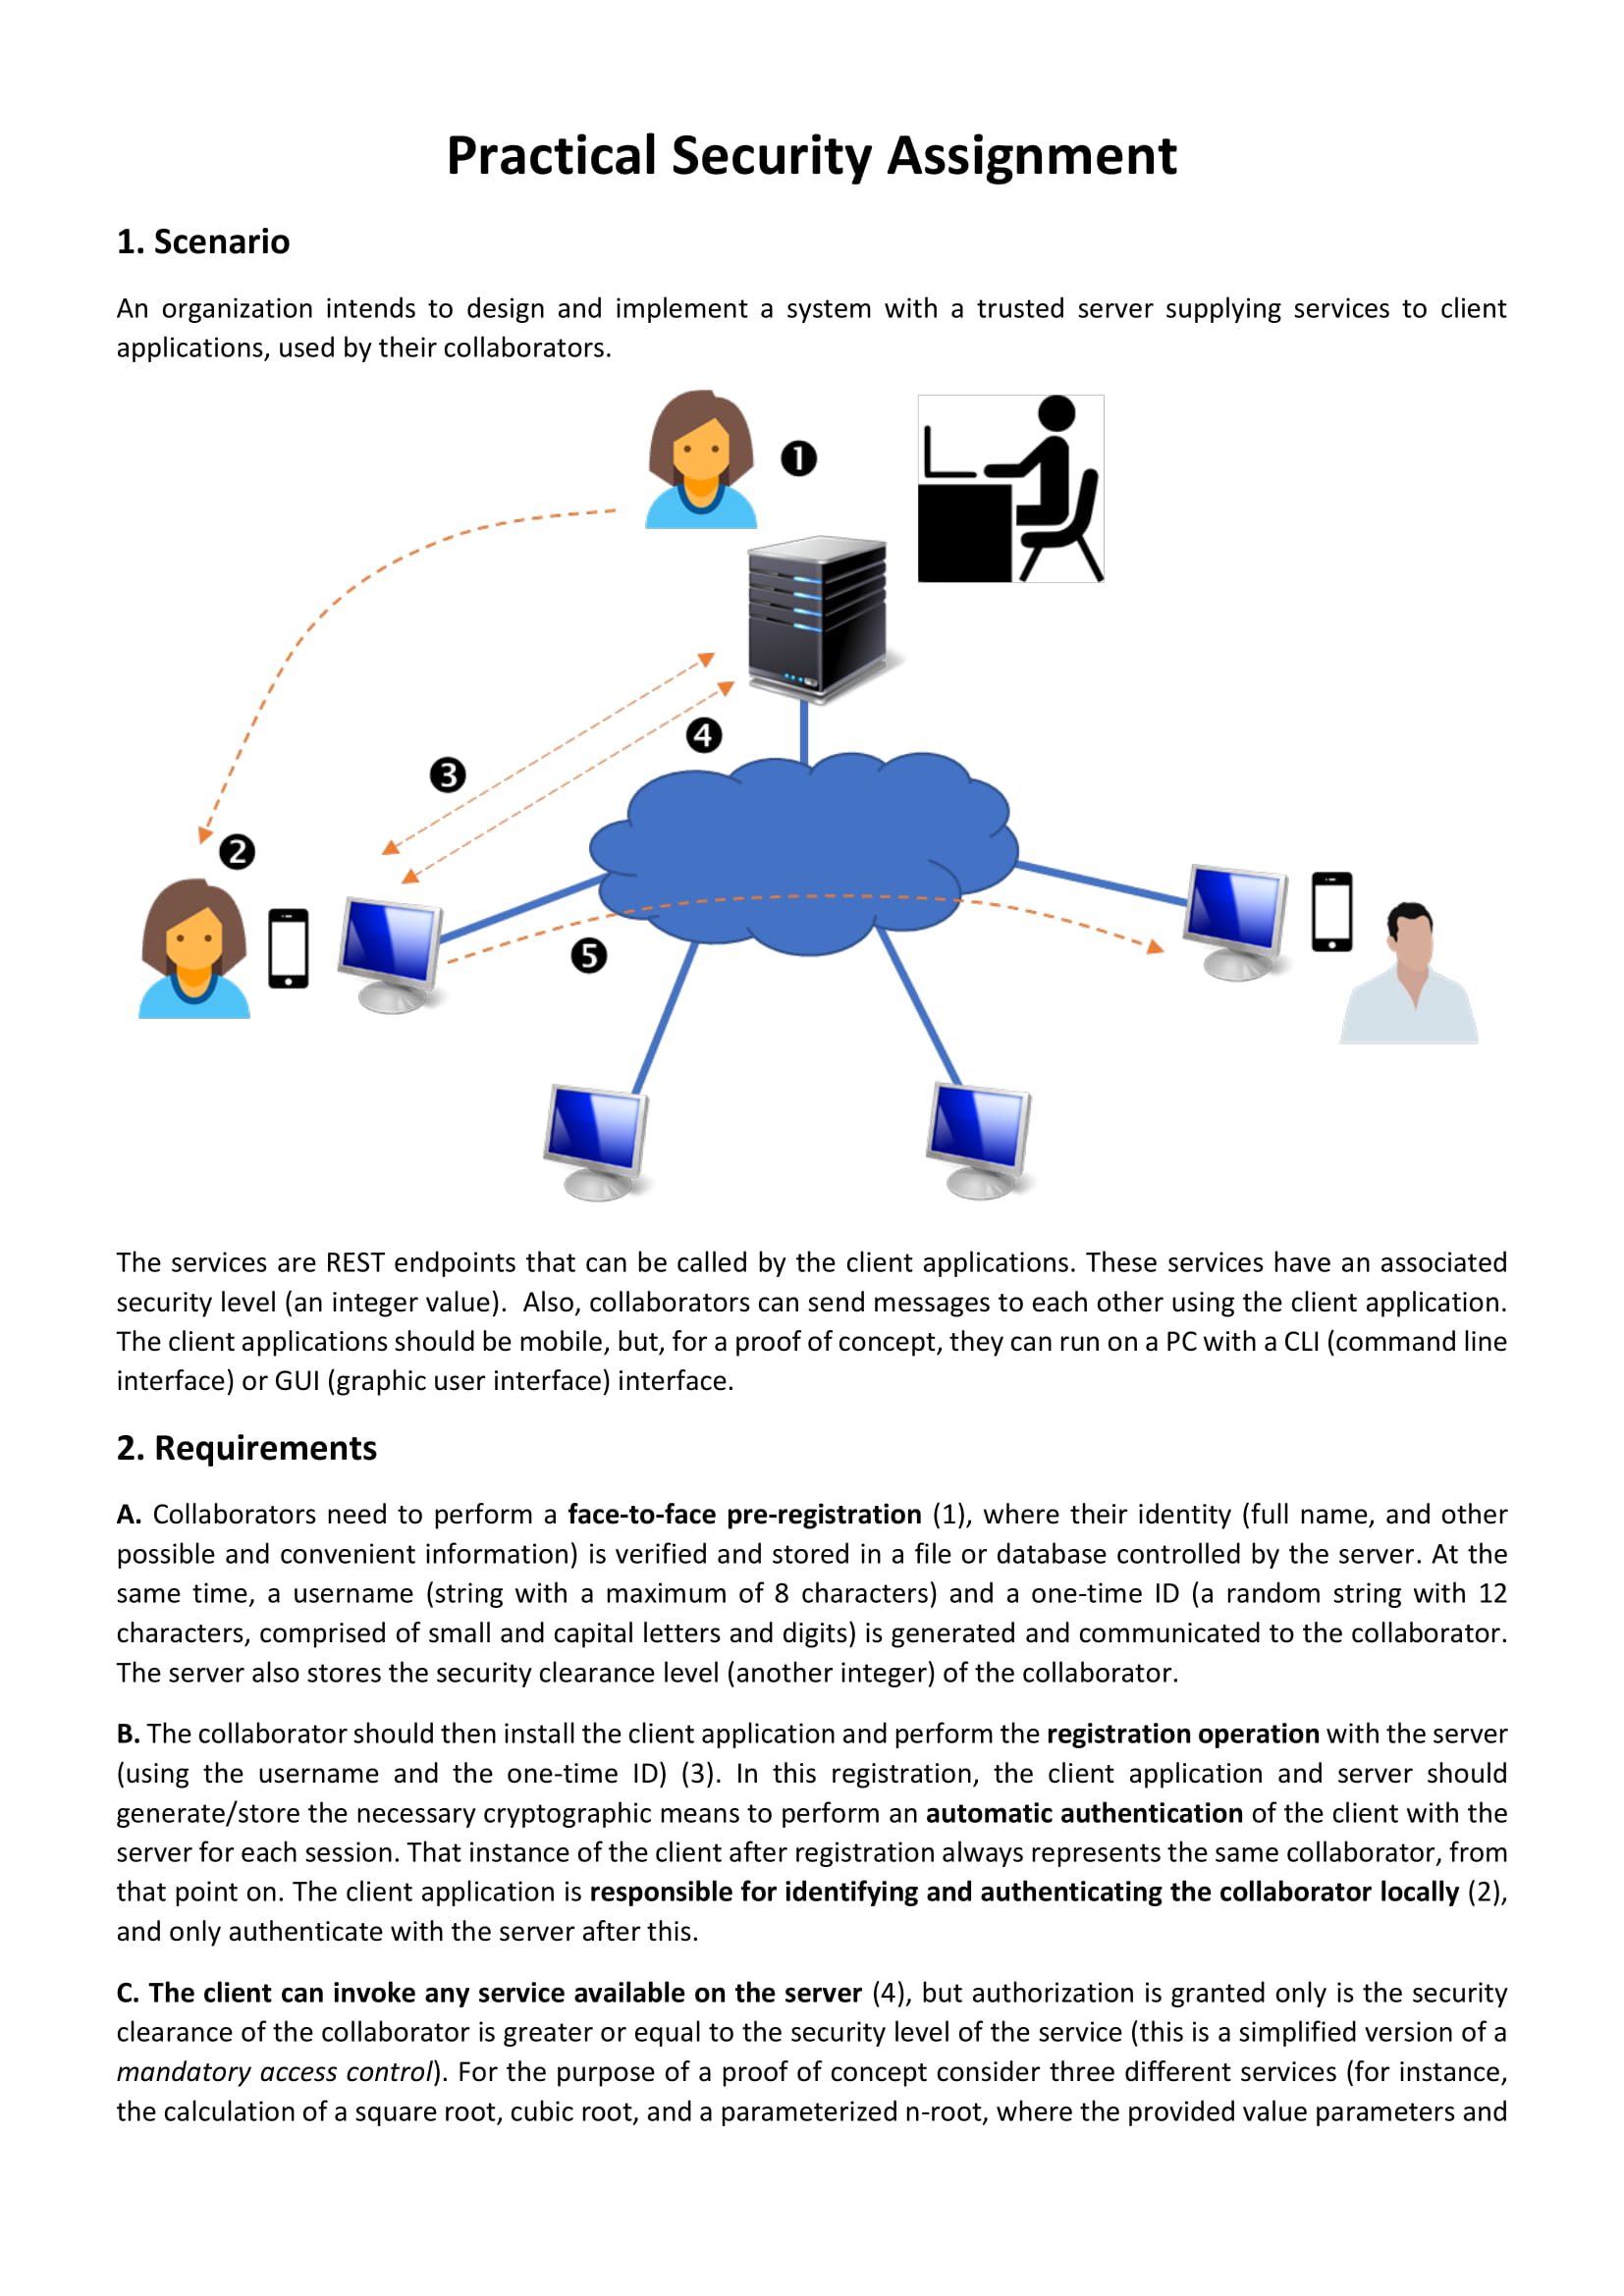 Practical Security Assignment
1. Scenario
An organization intends to design and implement a system with a trusted server supplying services to client
applications, used by their collaborators.
1
2
3
4
5
The services are REST endpoints that can be called by the client applications. These services have an associated
security level (an integer value).  Also, collaborators can send messages to each other using the client application.
The client applications should be mobile, but, for a proof of concept, they can run on a PC with a CLI (command line
interface) or GUI (graphic user interface) interface.
2. Requirements
A. Collaborators need to perform a face-to-face pre-registration (1), where their identity (full name, and other
possible and convenient information) is verified and stored in a file or database controlled by the server. At the
same time, a username (string with a maximum of 8 characters) and a one-time ID (a random string with 12
characters, comprised of small and capital letters and digits) is generated and communicated to the collaborator.
The server also stores the security clearance level (another integer) of the collaborator.
B. The collaborator should then install the client application and perform the registration operation with the server
(using the username and the one-time ID) (3). In this registration, the client application and server should
generate/store the necessary cryptographic means to perform an automatic authentication of the client with the
server for each session. That instance of the client after registration always represents the same collaborator, from
that point on. The client application is responsible for identifying and authenticating the collaborator locally (2),
and only authenticate with the server after this.
C. The client can invoke any service available on the server (4), but authorization is granted only is the security
clearance of the collaborator is greater or equal to the security level of the service (this is a simplified version of a
mandatory access control). For the purpose of a proof of concept consider three different services (for instance,
the calculation of a square root, cubic root, and a parameterized n-root, where the provided value parameters and